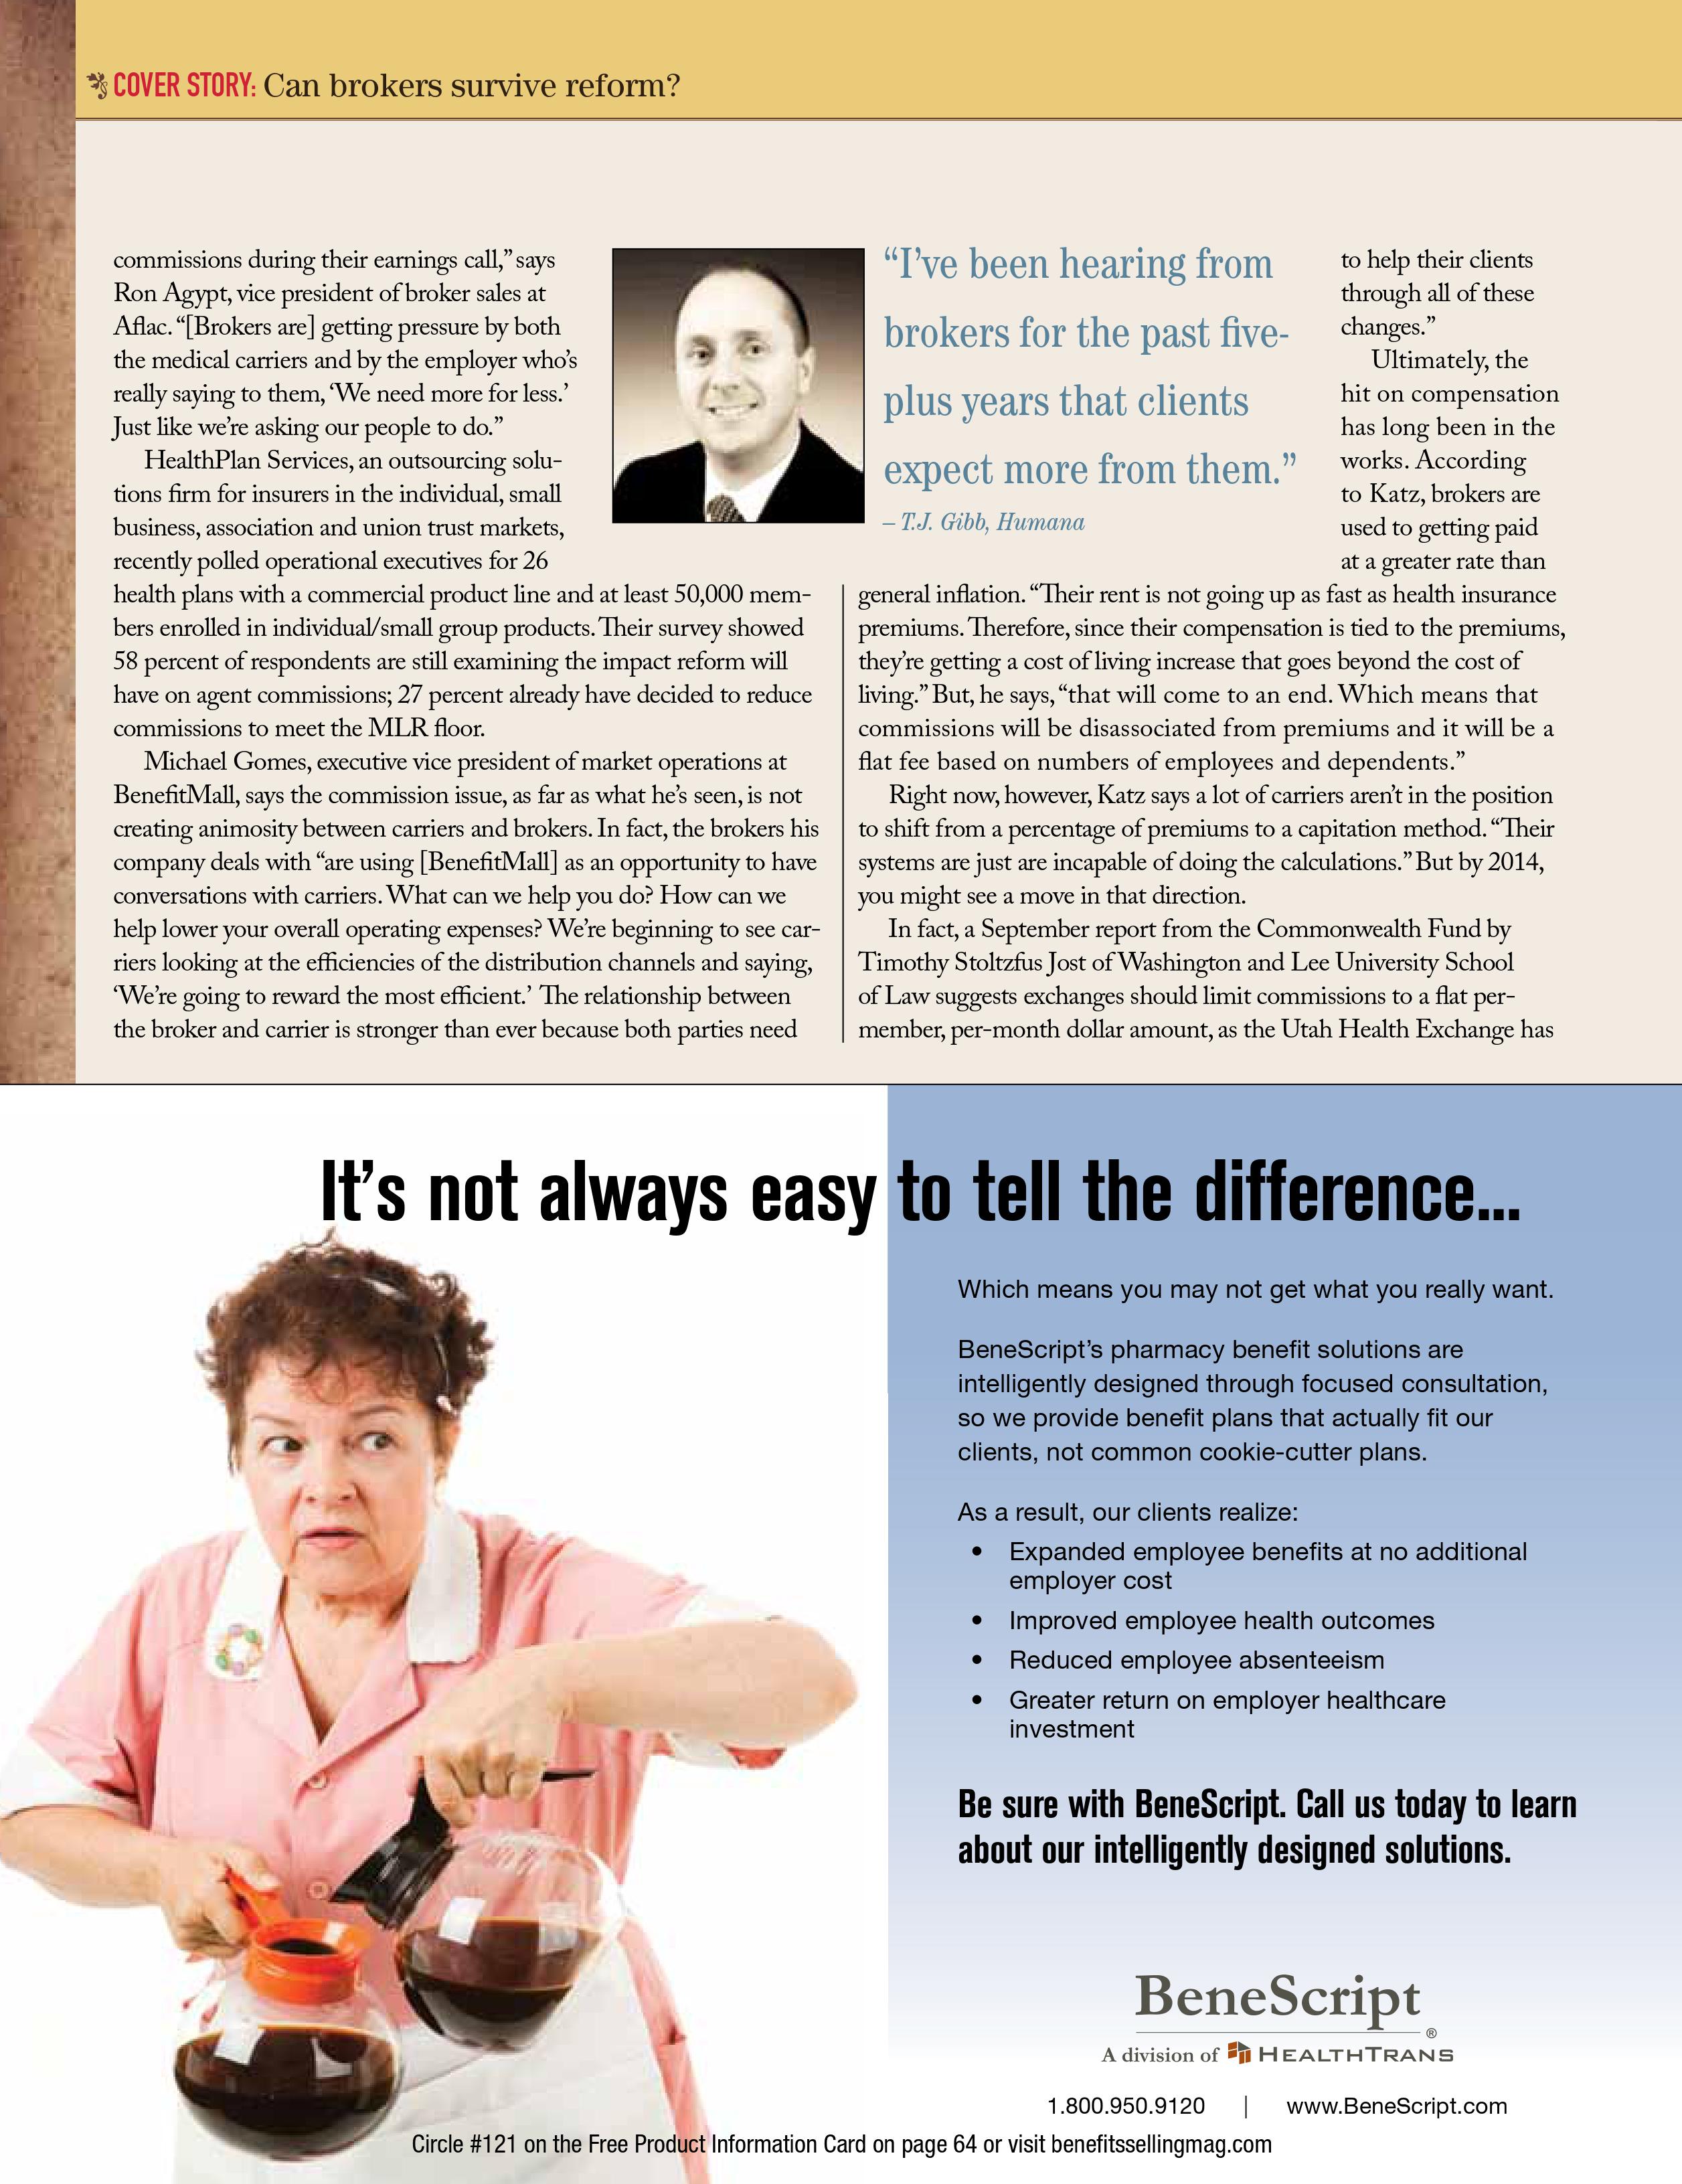 COVER STORY: Can brokers survive reform?
commissions during their earnings call,” says
Ron Agypt, vice president of broker sales at
Aflac. “[Brokers are] getting pressure by both
the medical carriers and by the employer who’s
really saying to them, ‘We need more for less.’
Just like we’re asking our people to do.”
HealthPlan Services, an outsourcing solu-
tions firm for insurers in the individual, small
business, association and union trust markets,
recently polled operational executives for 26
health plans with a commercial product line and at least 50,000 mem-
bers enrolled in individual/small group products. Their survey showed
58 percent of respondents are still examining the impact reform will
have on agent commissions; 27 percent already have decided to reduce
commissions to meet the MLR floor.
Michael Gomes, executive vice president of market operations at
BenefitMall, says the commission issue, as far as what he’s seen, is not
creating animosity between carriers and brokers. In fact, the brokers his
company deals with “are using [BenefitMall] as an opportunity to have
conversations with carriers. What can we help you do? How can we
help lower your overall operating expenses? We’re beginning to see car-
riers looking at the efficiencies of the distribution channels and saying,
‘We’re going to reward the most efficient.’ The relationship between
the broker and carrier is stronger than ever because both parties need
“I’ve been hearing from
brokers for the past five-
plus years that clients
expect more from them.”
– T.J. Gibb, Humana
to help their clients
through all of these
changes.”
Ultimately, the
hit on compensation
has long been in the
works. According
to Katz, brokers are
used to getting paid
at a greater rate than
general inflation. “Their rent is not going up as fast as health insurance
premiums. Therefore, since their compensation is tied to the premiums,
they’re getting a cost of living increase that goes beyond the cost of
living.” But, he says, “that will come to an end. Which means that
commissions will be disassociated from premiums and it will be a
flat fee based on numbers of employees and dependents.”
Right now, however, Katz says a lot of carriers aren’t in the position
to shift from a percentage of premiums to a capitation method. “Their
systems are just are incapable of doing the calculations.” But by 2014,
you might see a move in that direction.
In fact, a September report from the Commonwealth Fund by
Timothy Stoltzfus Jost of Washington and Lee University School
of Law suggests exchanges should limit commissions to a flat per-
member, per-month dollar amount, as the Utah Health Exchange has
It’s not always easy to tell the difference...
Which means you may not get what you really want.
BeneScript’s pharmacy benefit solutions are
intelligently designed through focused consultation,
so we provide benefit plans that actually fit our
clients, not common cookie-cutter plans.
As a result, our clients realize:
• Expanded employee benefits at no additional
employer cost
• Improved employee health outcomes
• Reduced employee absenteeism
• Greater return on employer healthcare
investment
Be sure with BeneScript. Call us today to learn
about our intelligently designed solutions.
BeneScript®
A division of HEALTHTRANS
1.800.950.9120 | www.BeneScript.com
Circle #121 on the Free Product Information Card on page 64 or visit benefitssellingmag.com